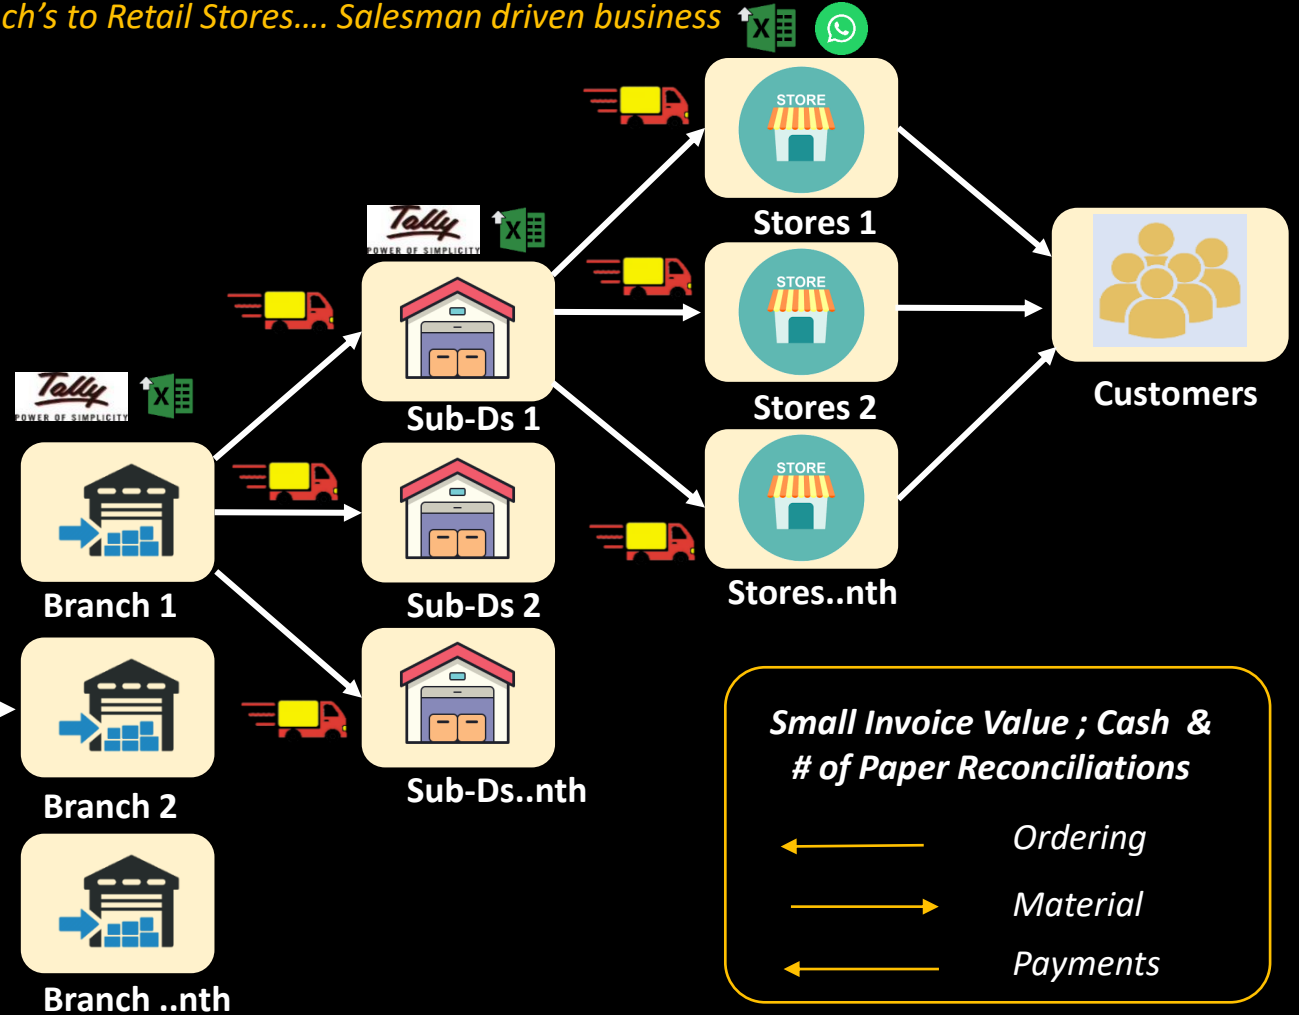 ch's to Retail Stores.... Salesman driven business
X
STORE
Stores 1
Tally
POWER OF SIMPLICITY
X
STORE
Stores 2
Customers
Sub-Ds 1
Tally
POWER OF SIMPLICITY
X
STORE
Stores..nth
Branch 1
Sub-Ds 2
Branch 2
Sub-Ds..nth
Branch ..nth
Small Invoice Value ; Cash &
# of Paper Reconciliations
Ordering
Material
Payments